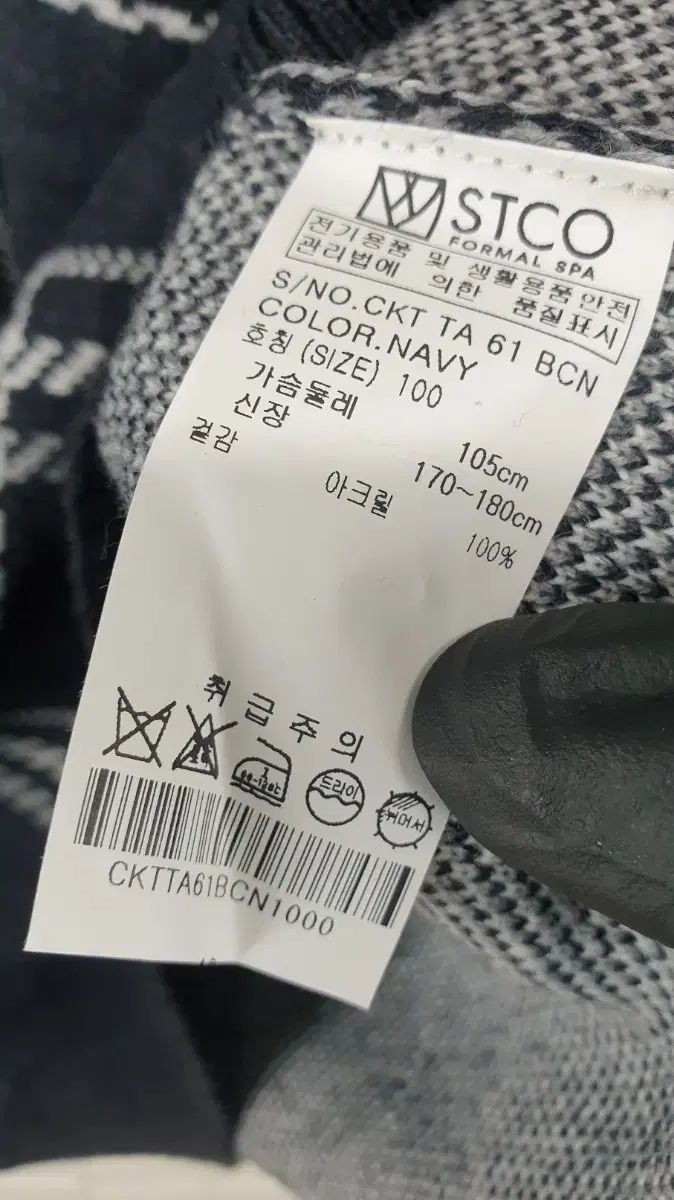 STCO
FORMAL SPA
전기용품 및 생활용품안전
관리법에 의한 품질표시
S/NO.CKT TA 61 BCN
COLOR.NAVY
호칭 (SIZE) 100
가슴둘레 105cm
신장 170~180cm
겉감 아크릴 100%
취급주의
드라이
뉘어서
CKTTA61BCN1000